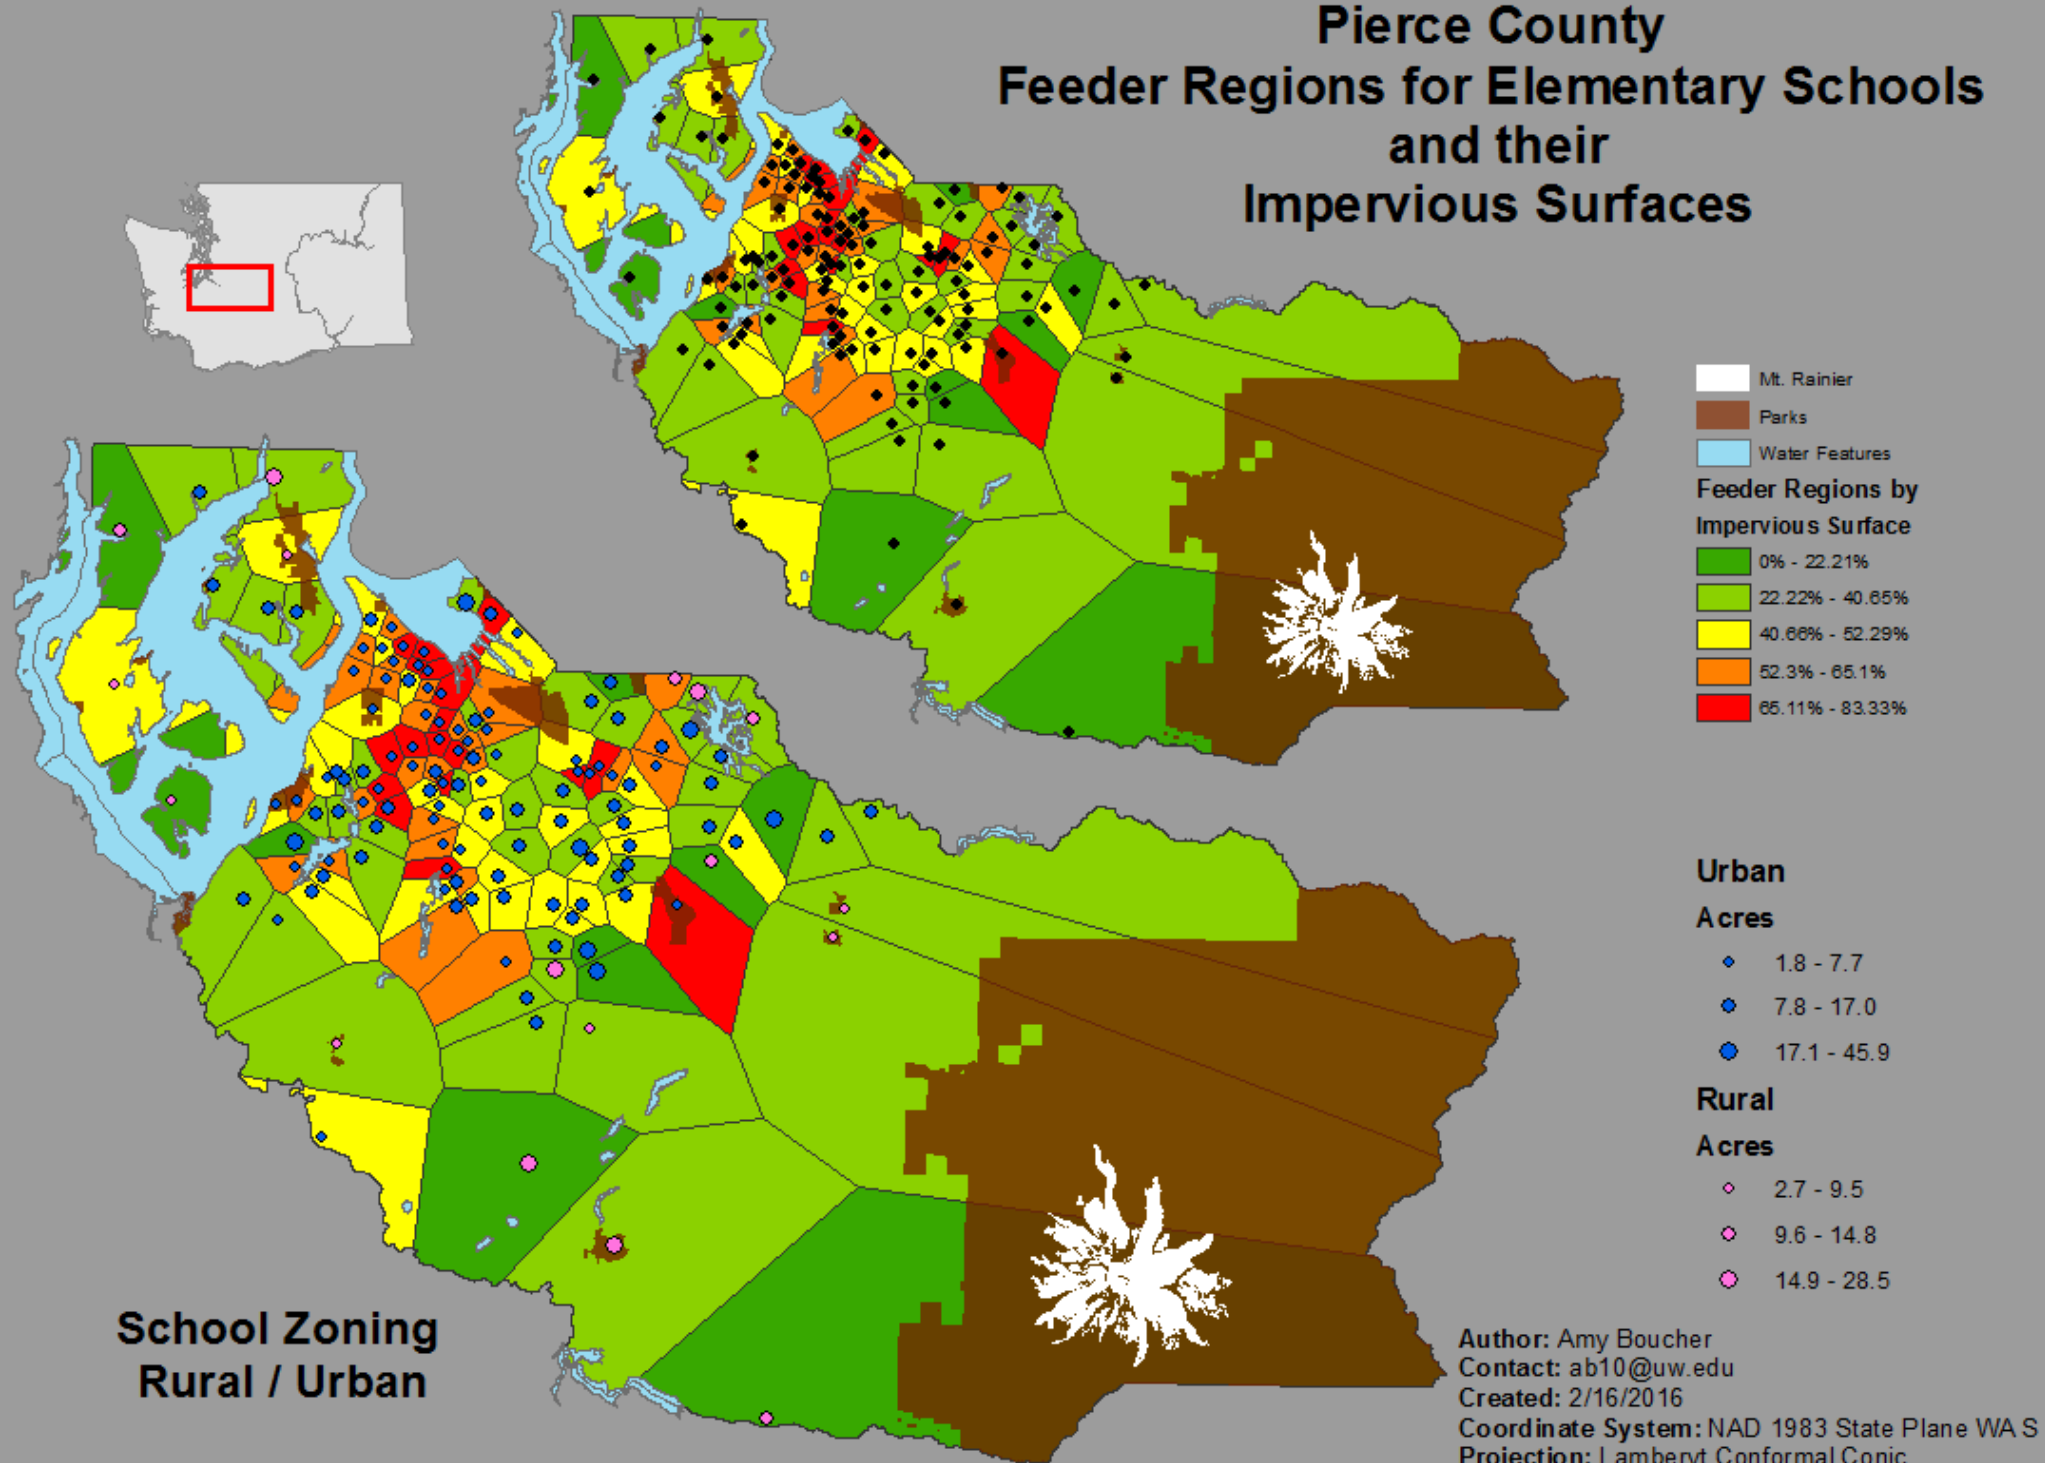 Pierce County
Feeder Regions for Elementary Schools
and their
Impervious Surfaces
Mt. Rainier
Parks
Water Features
Feeder Regions by
Impervious Surface
0% - 22.21%
22.22% - 40.65%
40.66% - 52.29%
52.3% - 65.1%
65.11% - 83.33%
Urban
Acres
1.8 - 7.7
7.8 - 17.0
17.1 - 45.9
Rural
Acres
2.7 - 9.5
9.6 - 14.8
14.9 - 28.5
School Zoning
Rural / Urban
Author: Amy Boucher
Contact: ab10@uw.edu
Created: 2/16/2016
Coordinate System: NAD 1983 State Plane WA S
Projection: Lamberyt Conformal Conic